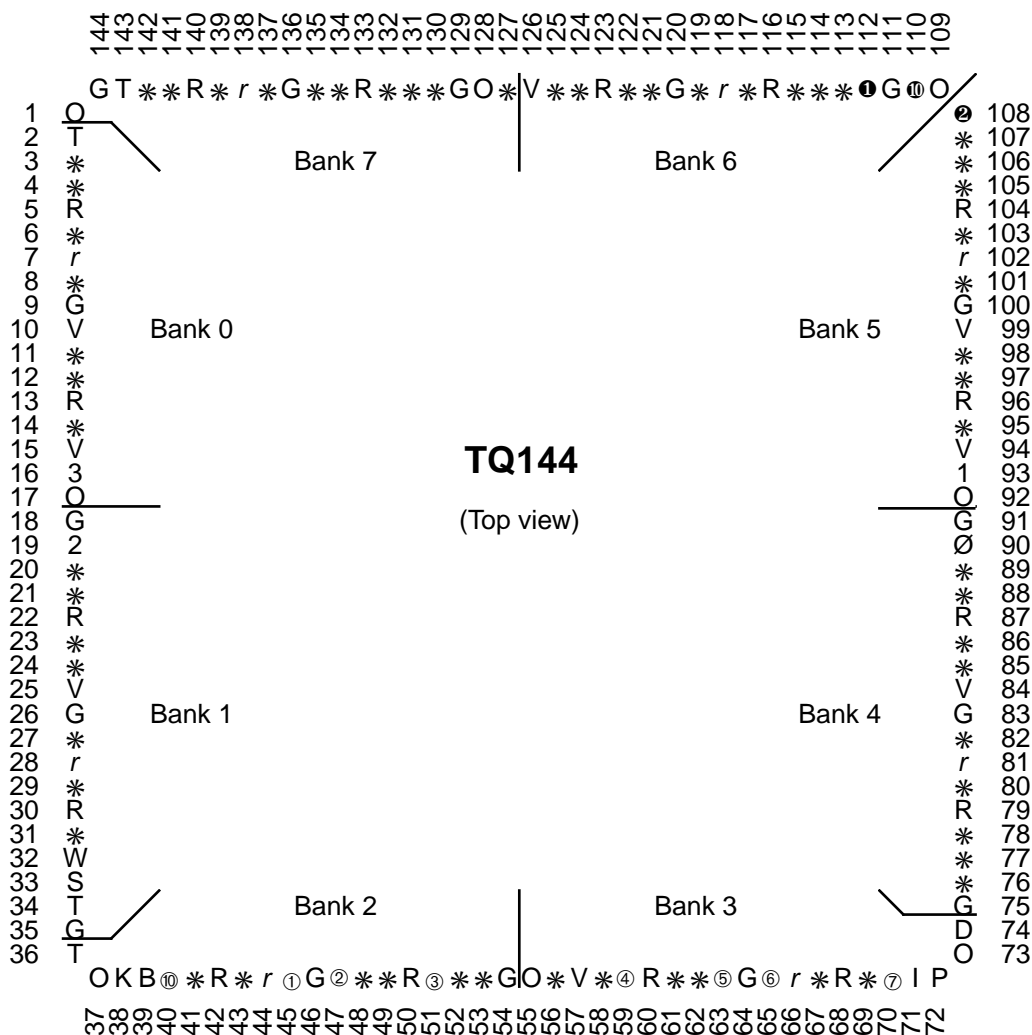 144 143 142 141 140 139 138 137 136 135 134 133 132 131 130 129 128 127 126 125 124 123 122 121 120 119 118 117 116 115 114 113 112 111 110 109
G T * * R * r * G * * R * * * G O * V * * R * * G * r * R * * * ❶ G ❿ O
1 O ❷ 108
2 T * 107
3 * Bank 7 Bank 6 * 106
4 * * 105
5 R R 104
6 * * 103
7 r r 102
8 * * 101
9 G G 100
10 V Bank 0 Bank 5 V 99
11 * * 98
12 * * 97
13 R R 96
14 * * 95
15 V V 94
TQ144
16 3 1 93
17 O O 92
18 G (Top view) G 91
19 2 Ø 90
20 * * 89
21 * * 88
22 R R 87
23 * * 86
24 * * 85
25 V V 84
26 G Bank 1 Bank 4 G 83
27 * * 82
28 r r 81
29 * * 80
30 R R 79
31 * * 78
32 W * 77
33 S * 76
34 T Bank 2 Bank 3 G 75
35 G D 74
36 T O 73
O K B ⑩ * R * r ① G ② * * R ③ * * G O * V * ④ R * * ⑤ G ⑥ r * R * ⑦ I P
37 38 39 40 41 42 43 44 45 46 47 48 49 50 51 52 53 54 55 56 57 58 59 60 61 62 63 64 65 66 67 68 69 70 71 72